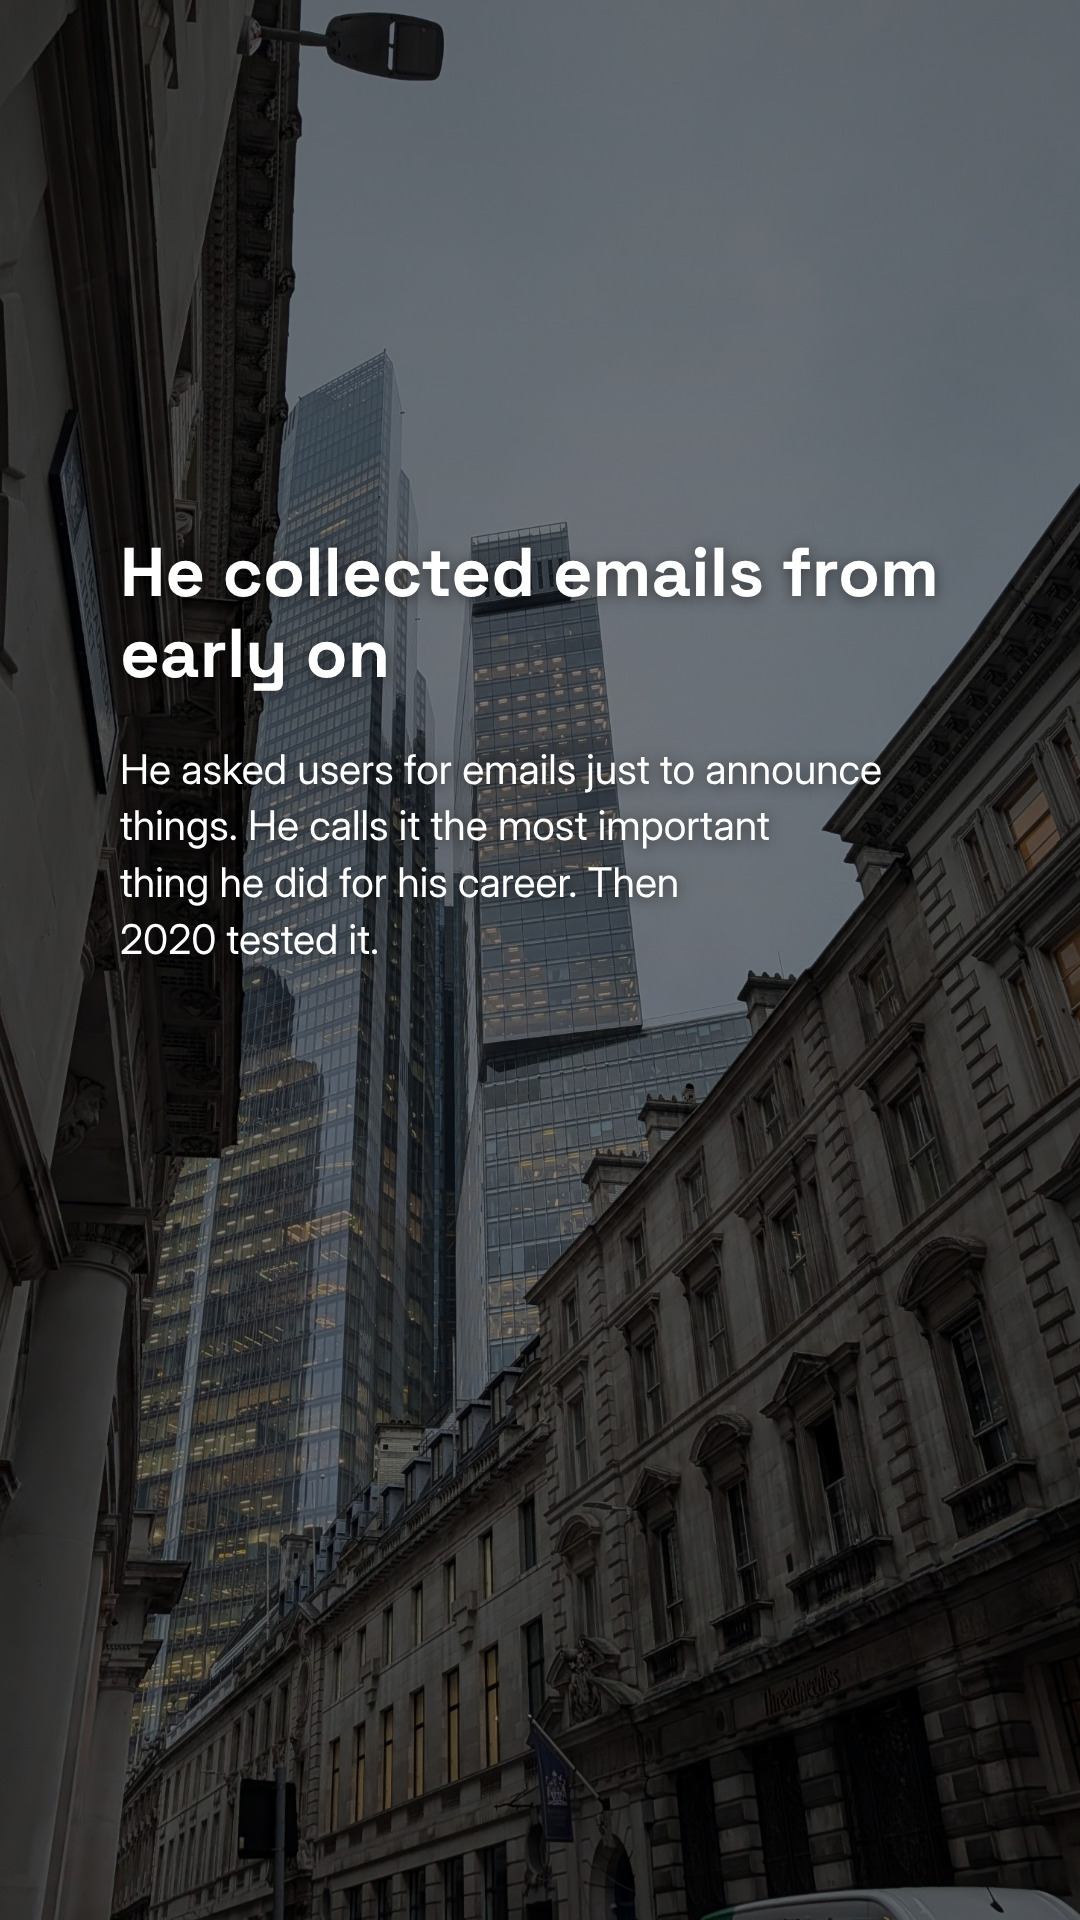 He collected emails from
early on
He asked users for emails just to announce
things. He calls it the most important
thing he did for his career. Then
2020 tested it.
Threadneedles